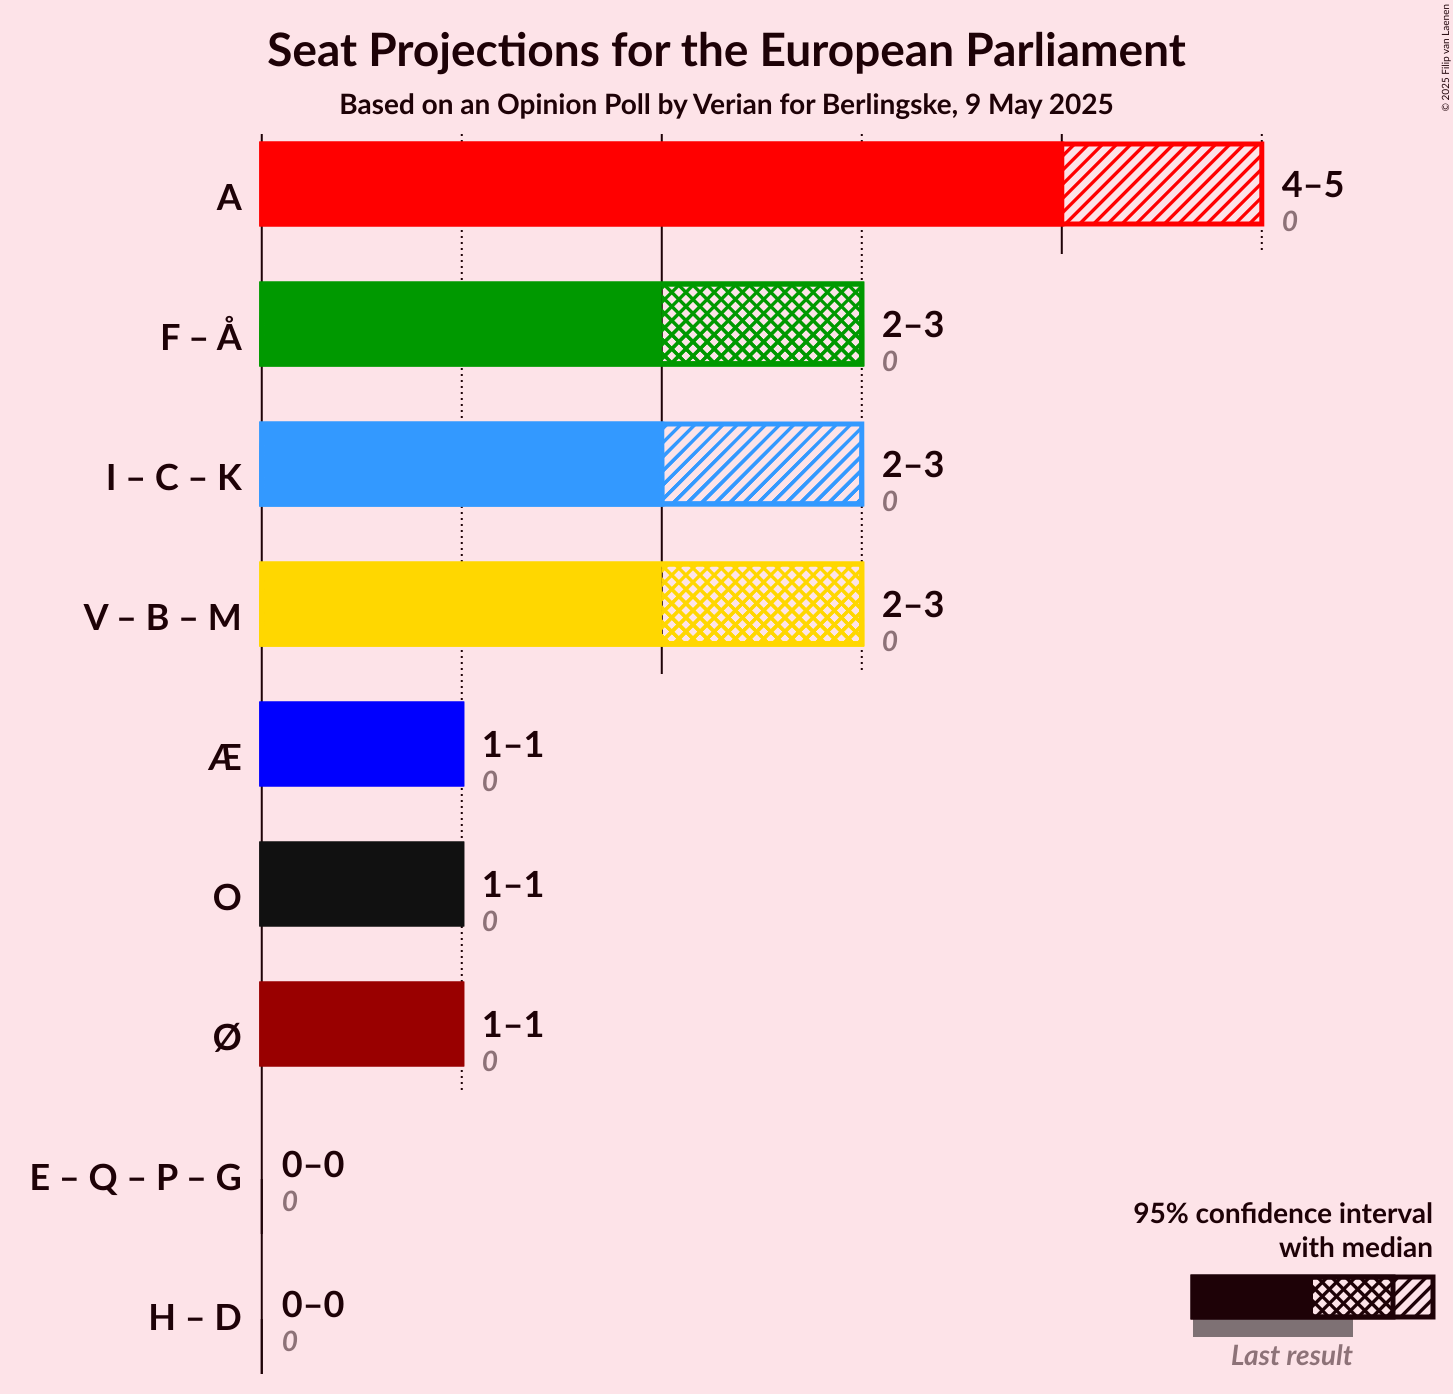 Seat Projections for the European Parliament
Based on an Opinion Poll by Verian for Berlingske, 9 May 2025
© 2025 Filip van Laenen
A
4–5
0
F – Å
2–3
0
I – C – K
2–3
0
V – B – M
2–3
0
Æ
1–1
0
O
1–1
0
Ø
1–1
0
E – Q – P – G
0–0
0
H – D
0–0
0
95% confidence interval
with median
Last result